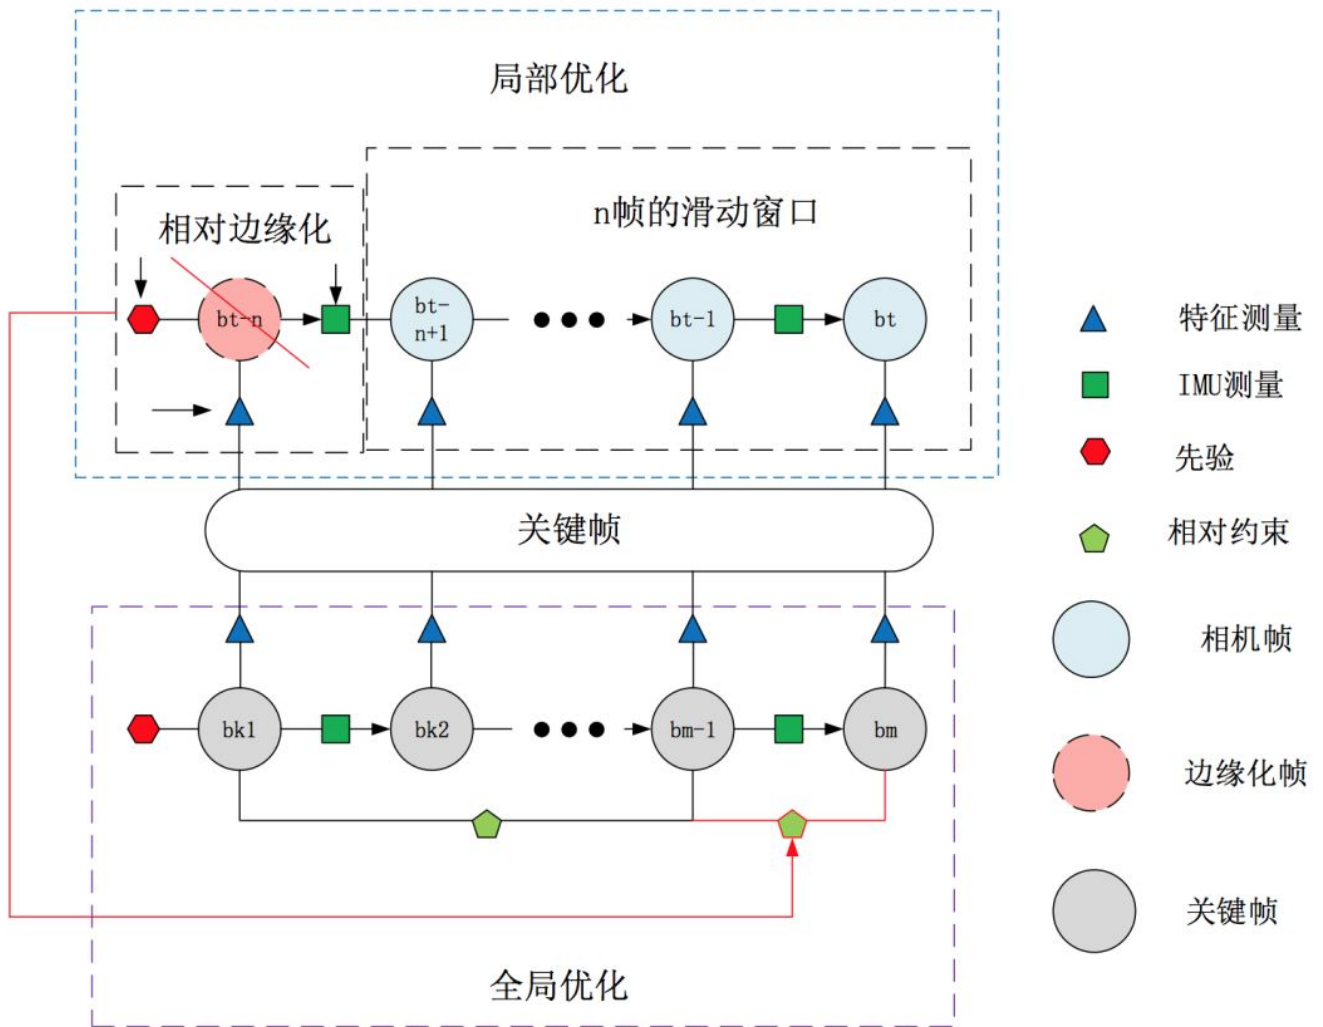 局部优化
n帧的滑动窗口
相对边缘化
bt-n
bt-
n+1
bt-1
bt
关键帧
bk1
bk2
bm-1
bm
全局优化
特征测量
IMU测量
先验
相对约束
相机帧
边缘化帧
关键帧